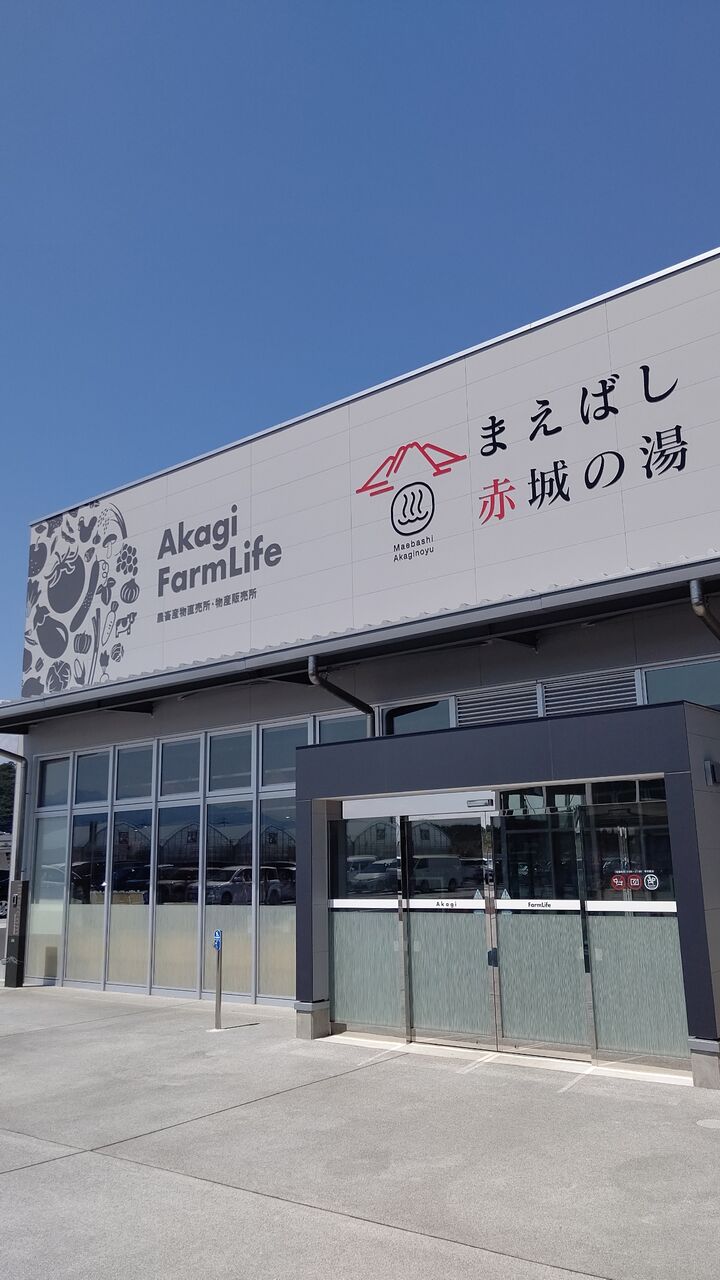 Akagi
FarmLife
農畜産物直売所・物産販売所
Maebashi
Akaginoyu
まえばし
赤城の湯
Akagi
FarmLife